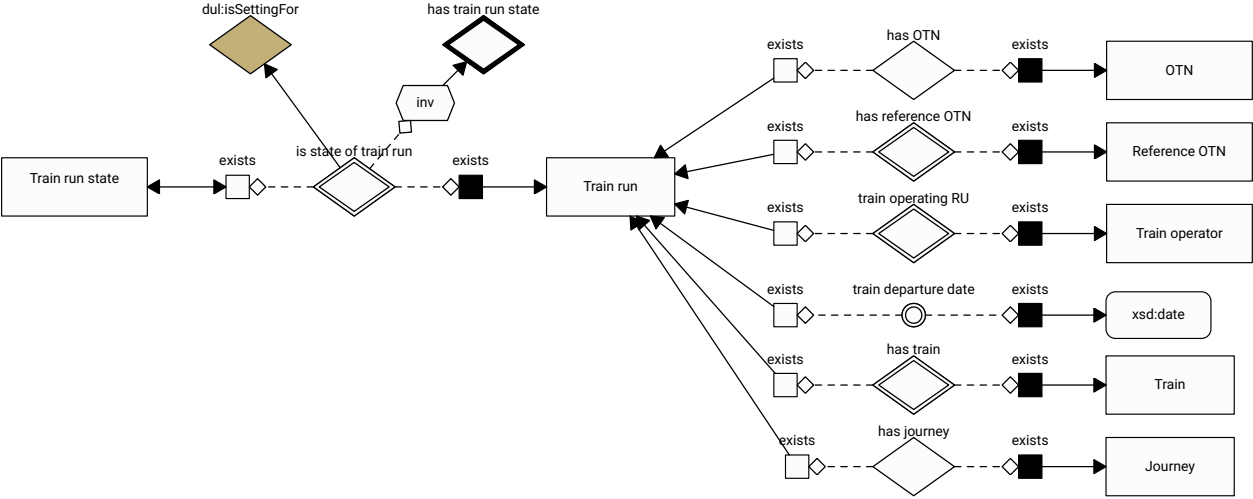 dul:isSettingFor
has train run state
inv
Train run state
exists
is state of train run
exists
Train run
exists
has OTN
exists
OTN
exists
has reference OTN
exists
Reference OTN
exists
train operating RU
exists
Train operator
exists
train departure date
exists
xsd:date
exists
has train
exists
Train
exists
has journey
exists
Journey